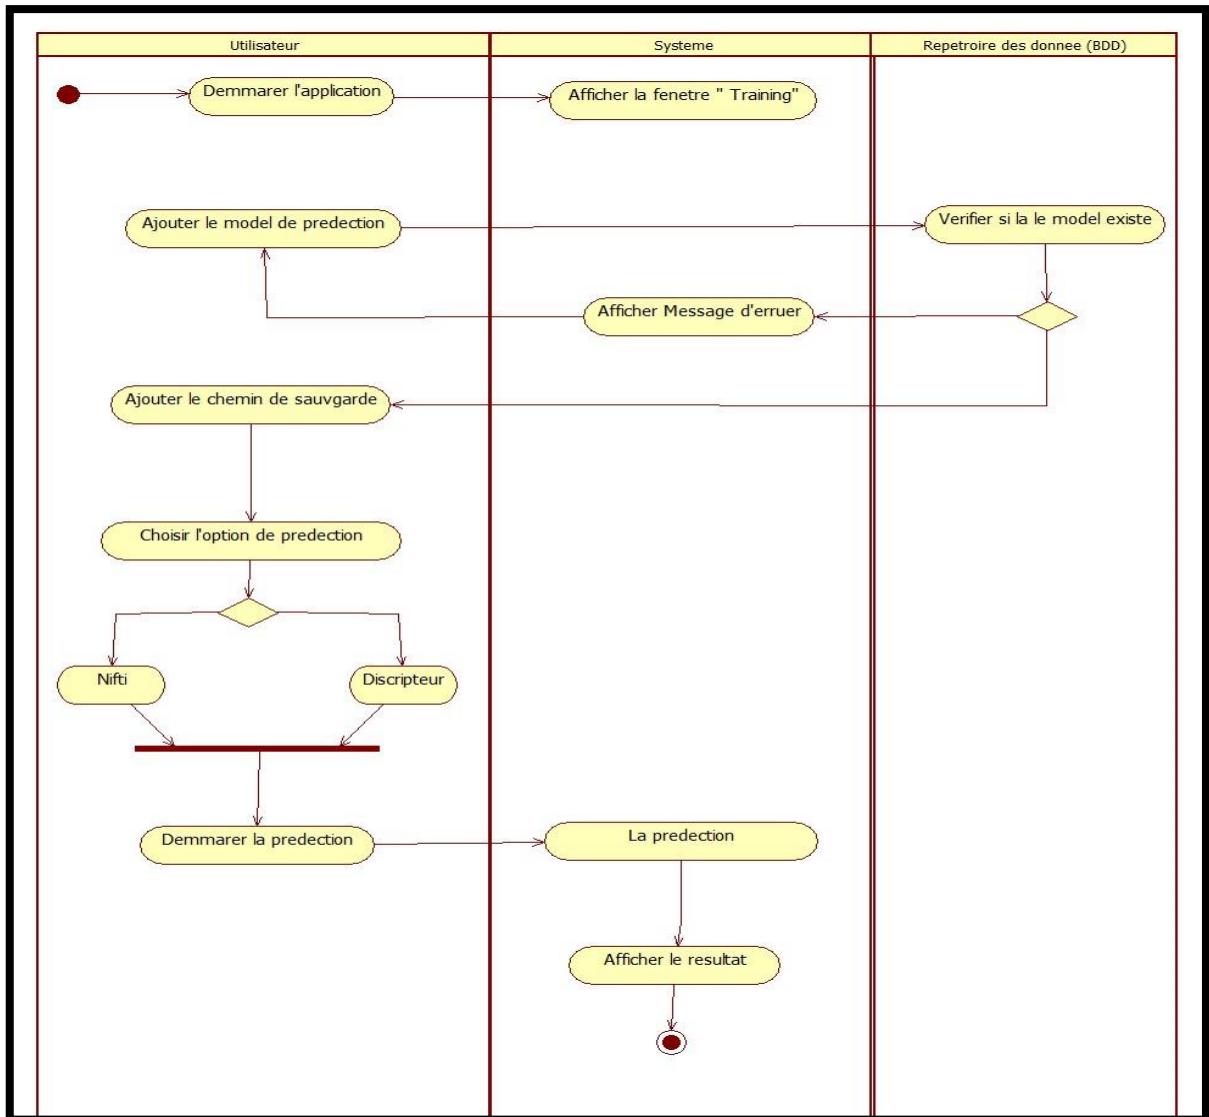 Utilisateur
Systeme
Repetroire des donnee (BDD)
Demmarer l'application
Afficher la fenetre " Training"
Ajouter le model de predection
Verifier si la le model existe
Afficher Message d'erruer
Ajouter le chemin de sauvgarde
Choisir l'option de predection
Nifti
Discripteur
Demmarer la predection
La predection
Afficher le resultat